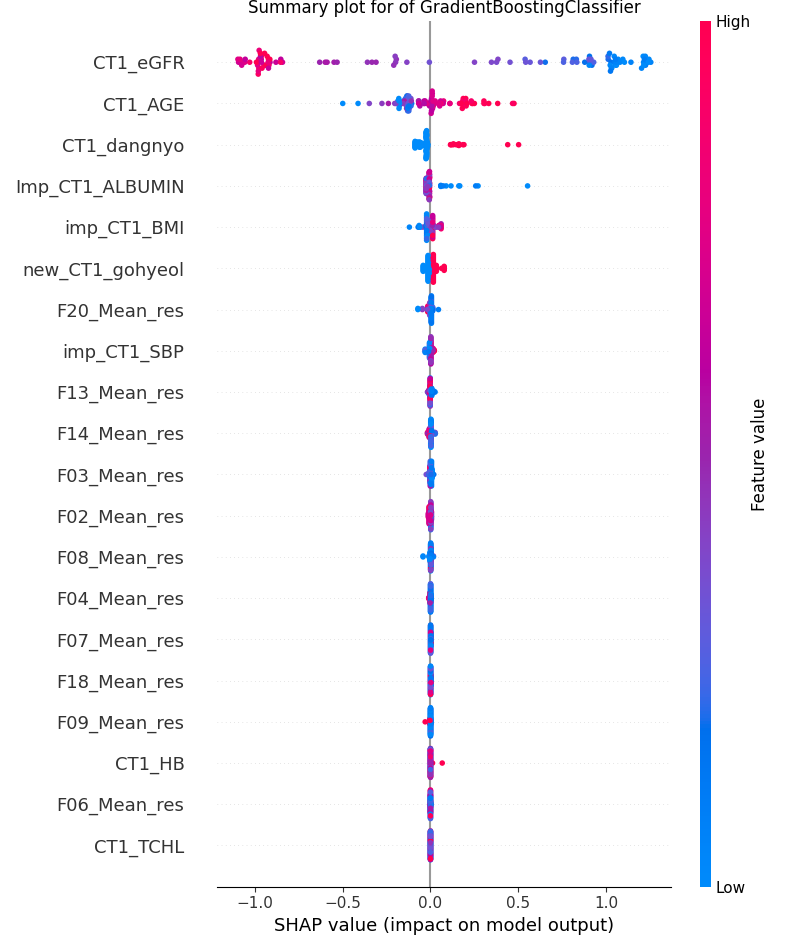 Summary plot for of GradientBoostingClassifier
High
CT1_eGFR
CT1_AGE
CT1_dangnyo
Imp_CT1_ALBUMIN
imp_CT1_BMI
new_CT1_gohyeol
F20_Mean_res
imp_CT1_SBP
F13_Mean_res
F14_Mean_res
F03_Mean_res
F02_Mean_res
F08_Mean_res
F04_Mean_res
F07_Mean_res
F18_Mean_res
F09_Mean_res
CT1_HB
F06_Mean_res
CT1_TCHL
Feature value
Low
−1.0 −0.5 0.0 0.5 1.0
SHAP value (impact on model output)